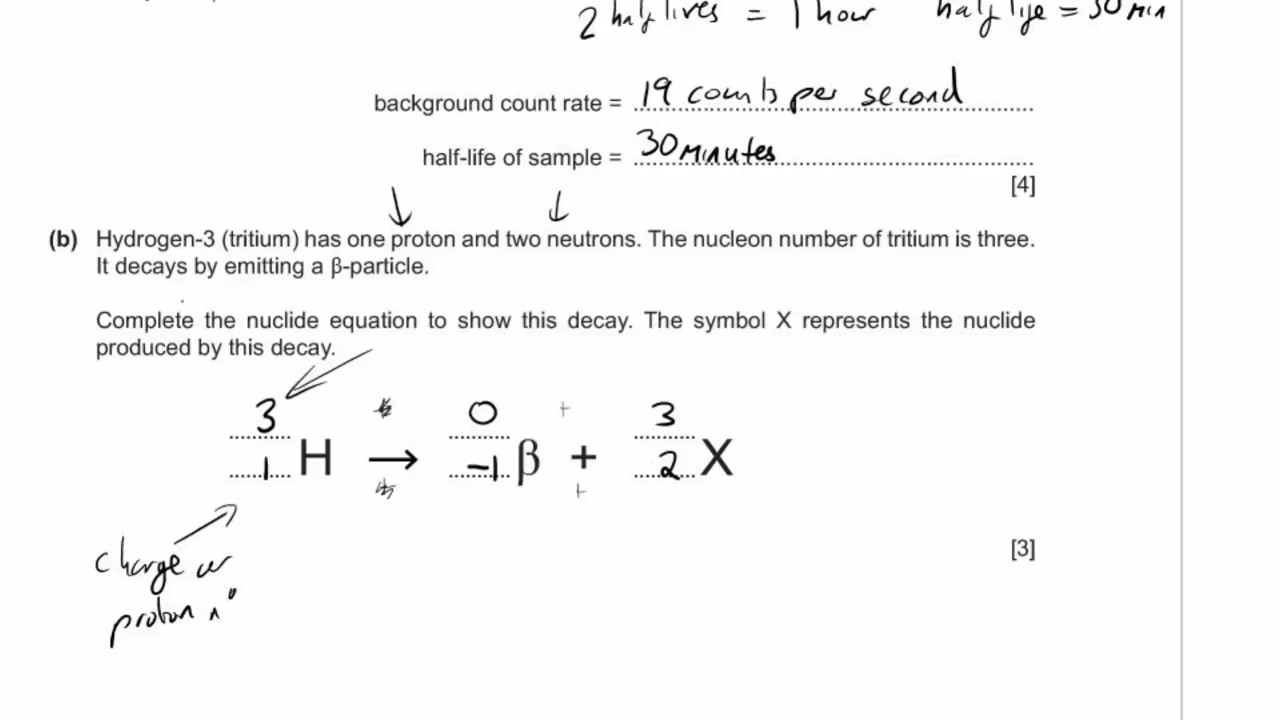 2 half lives = 1 hour half life = 30 min
background count rate = 19 counts per second
half-life of sample = 30 minutes
[4]
(b) Hydrogen-3 (tritium) has one proton and two neutrons. The nucleon number of tritium is three.
It decays by emitting a β-particle.
Complete the nuclide equation to show this decay. The symbol X represents the nuclide
produced by this decay.
3 0 + 3
1 H → -1 β + 2 X
+
[3]
charge or
proton n°